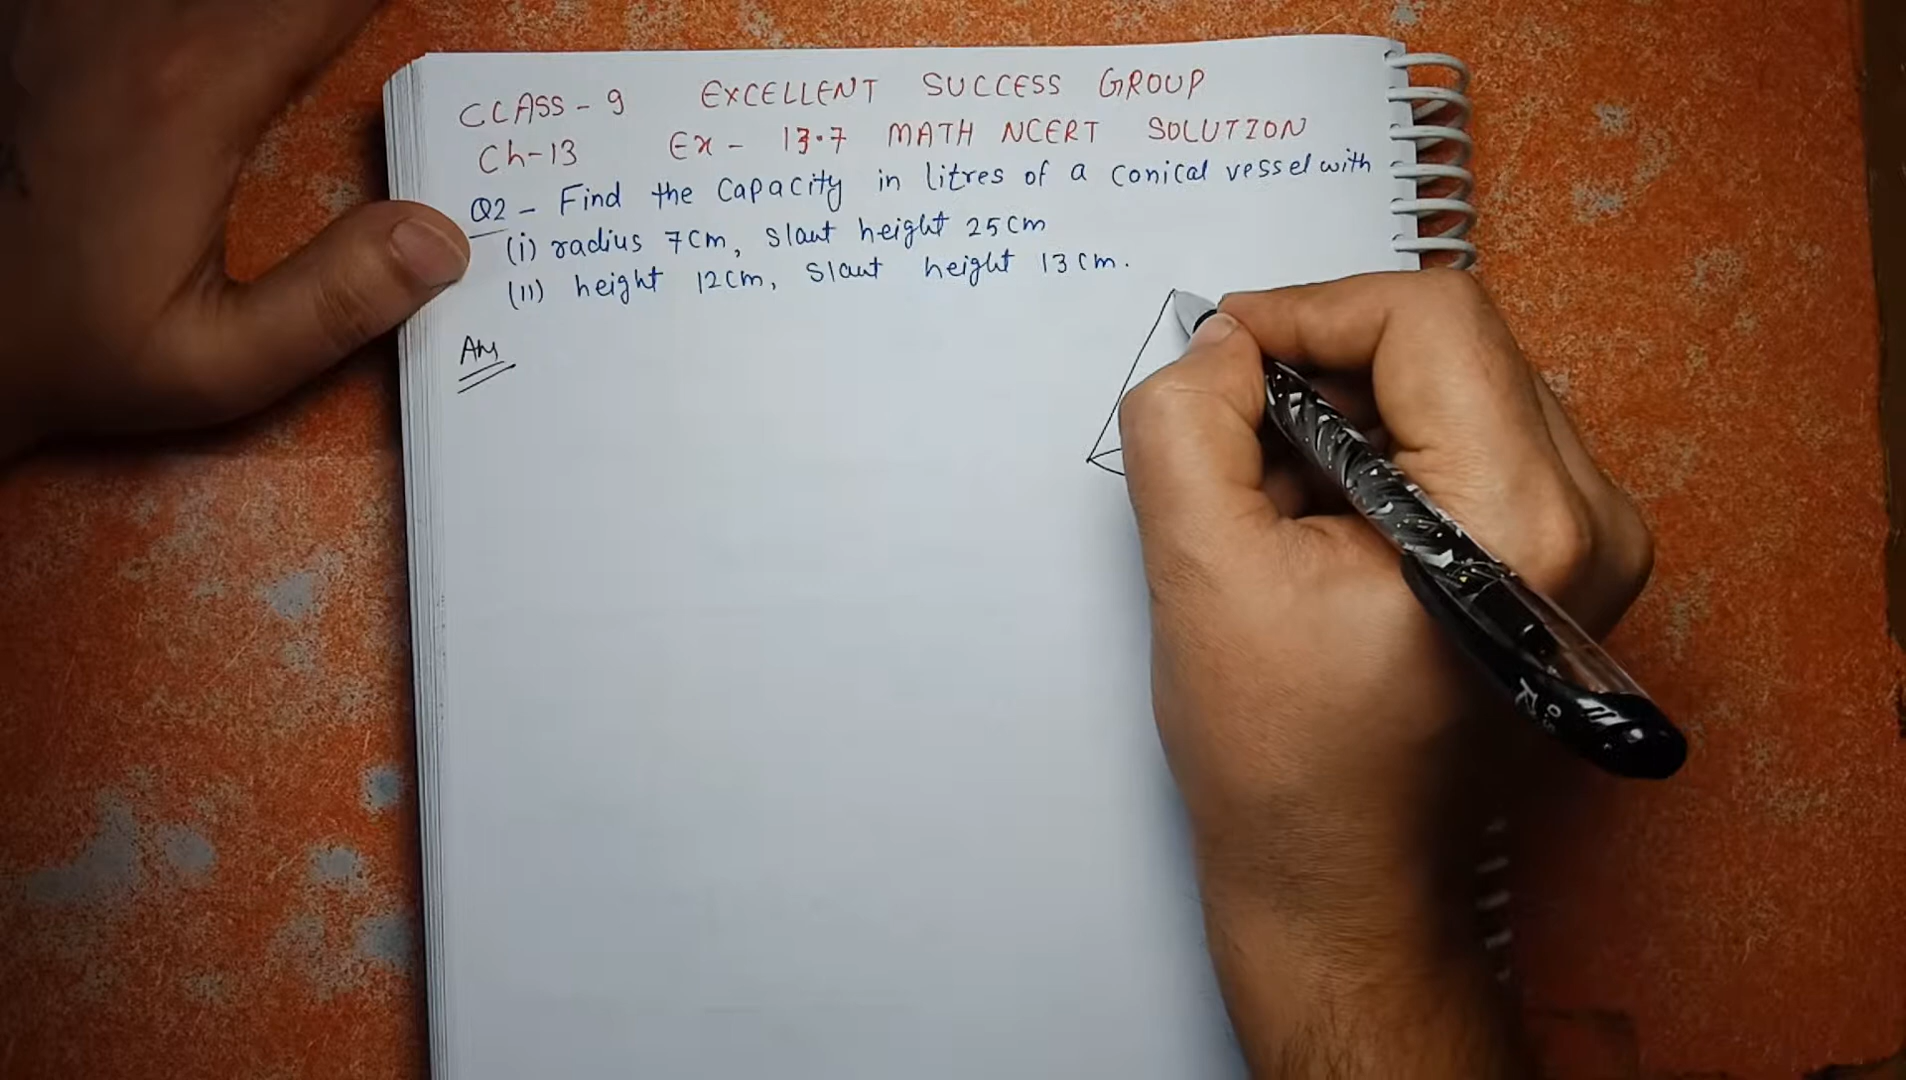 CLASS - 9 EXCELLENT SUCCESS GROUP
Ch-13 Ex - 13.7 MATH NCERT SOLUTION
Q2 - Find the capacity in litres of a conical vessel with
(i) radius 7cm, slant height 25cm
(ii) height 12cm, slant height 13cm.
Ans